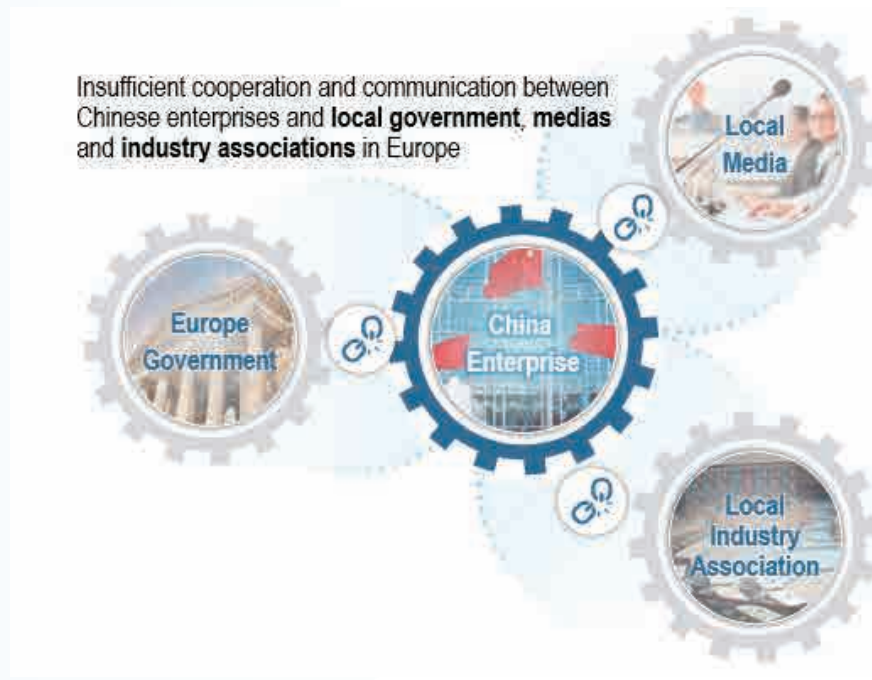 Insufficient cooperation and communication between
Chinese enterprises and local government, medias
and industry associations in Europe
Local
Media
Europe
Government
China
Enterprise
Local
Industry
Association